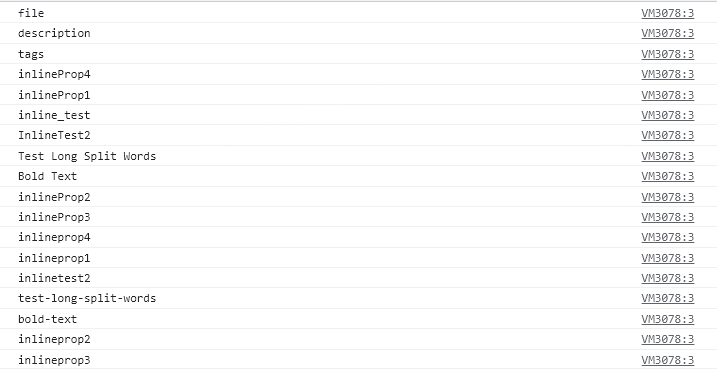 file VM3078:3
description VM3078:3
tags VM3078:3
inlineProp4 VM3078:3
inlineProp1 VM3078:3
inline_test VM3078:3
InlineTest2 VM3078:3
Test Long Split Words VM3078:3
Bold Text VM3078:3
inlineProp2 VM3078:3
inlineProp3 VM3078:3
inlineprop4 VM3078:3
inlineprop1 VM3078:3
inlinetest2 VM3078:3
test-long-split-words VM3078:3
bold-text VM3078:3
inlineprop2 VM3078:3
inlineprop3 VM3078:3